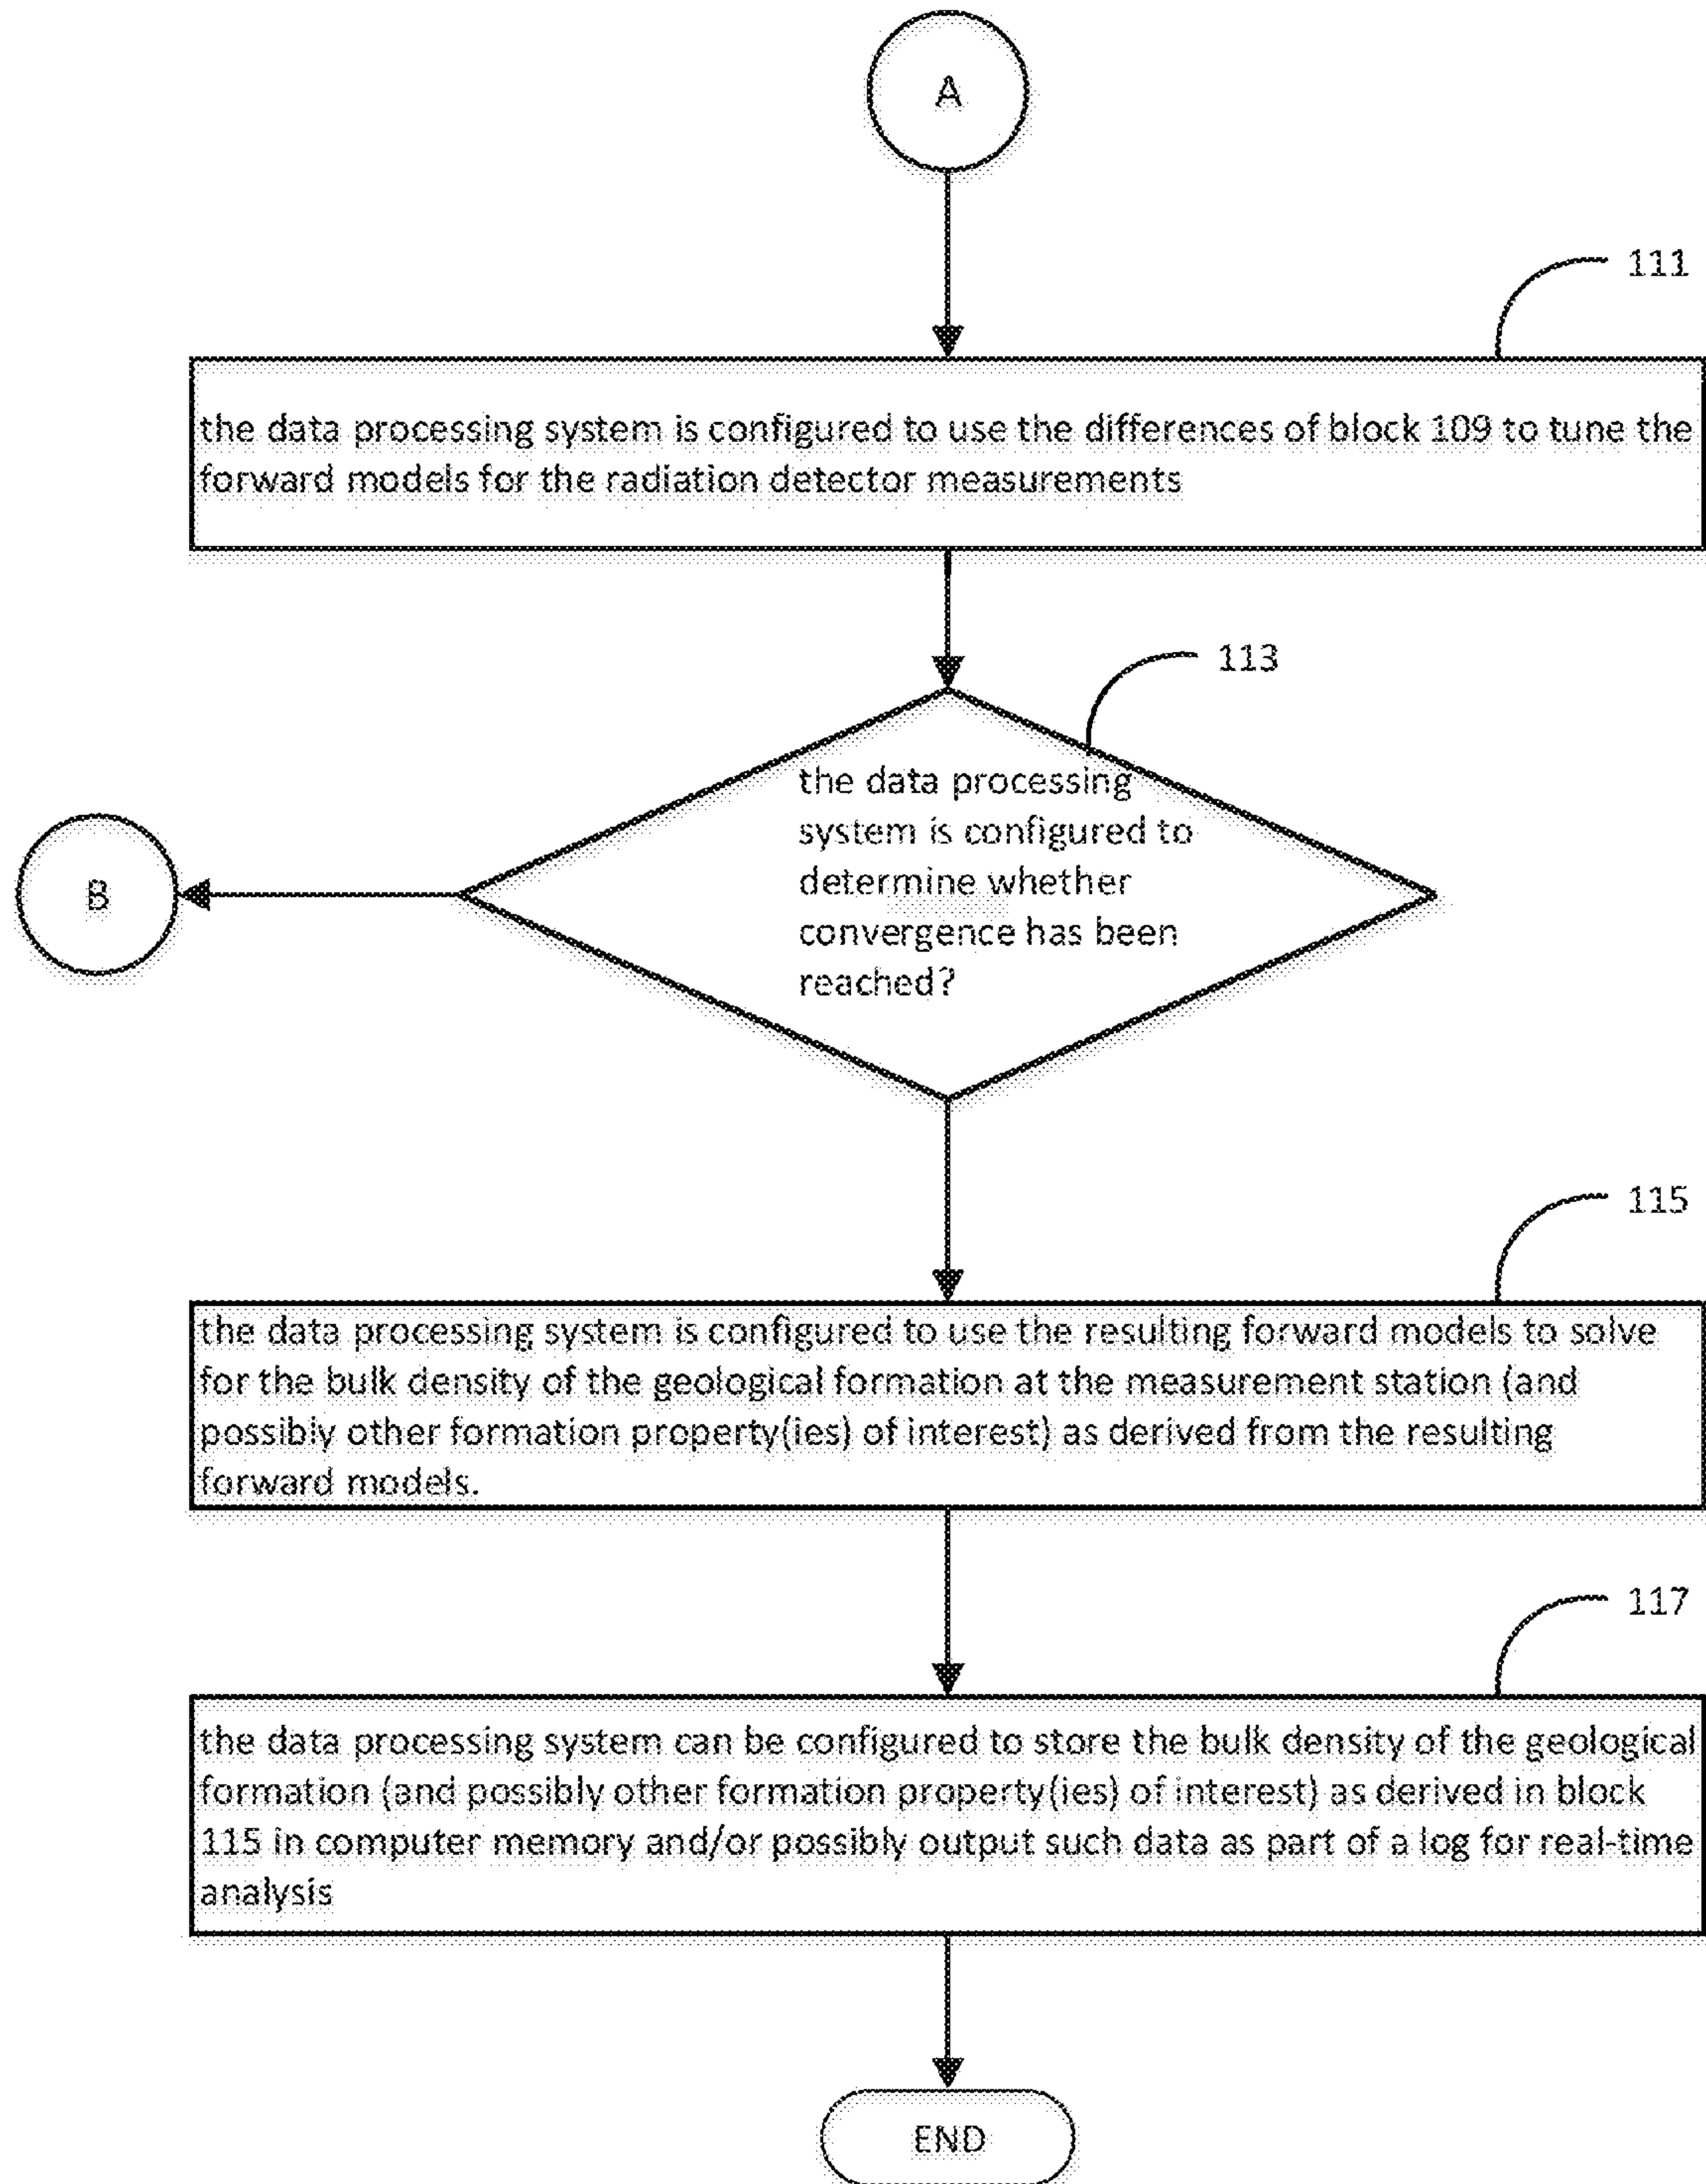 A
111
the data processing system is configured to use the differences of block 109 to tune the
forward models for the radiation detector measurements
113
the data processing
system is configured to
determine whether
convergence has been
reached?
B
115
the data processing system is configured to use the resulting forward models to solve
for the bulk density of the geological formation at the measurement station (and
possibly other formation property(ies) of interest) as derived from the resulting
forward models.
117
the data processing system can be configured to store the bulk density of the geological
formation (and possibly other formation property(ies) of interest) as derived in block
115 in computer memory and/or possibly output such data as part of a log for real-time
analysis
END